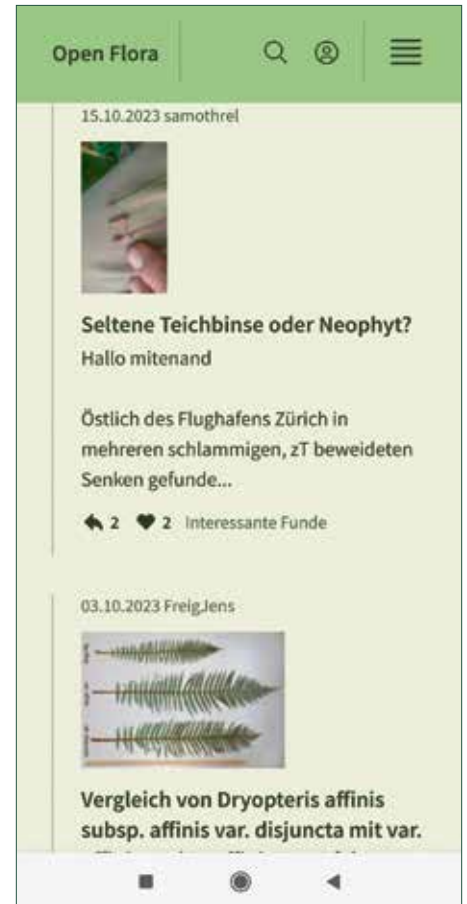 Open Flora
15.10.2023 samothrel
Seltene Teichbinse oder Neophyt?
Hallo mitenand
Östlich des Flughafens Zürich in
mehreren schlammigen, zT beweideten
Senken gefunde...
2 2 Interessante Funde
03.10.2023 FreigJens
Vergleich von Dryopteris affinis
subsp. affinis var. disjuncta mit var.